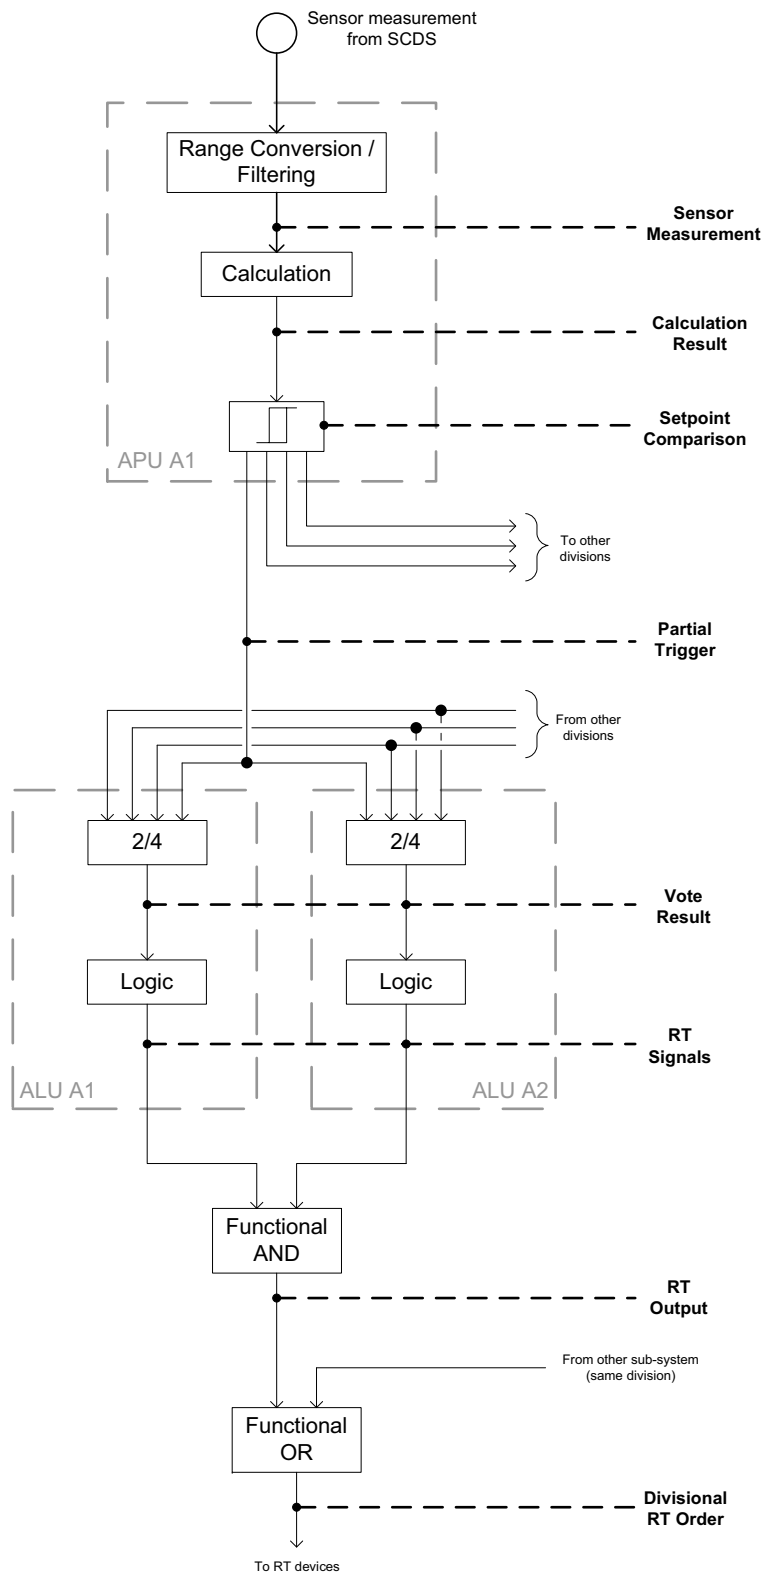 Sensor measurement
from SCDS
Range Conversion /
Filtering
Sensor
Measurement
Calculation
Calculation
Result
Setpoint
Comparison
APU A1
To other
divisions
Partial
Trigger
From other
divisions
2/4
2/4
Vote
Result
Logic
Logic
RT
Signals
ALU A1
ALU A2
Functional
AND
RT
Output
From other sub-system
(same division)
Functional
OR
Divisional
RT Order
To RT devices